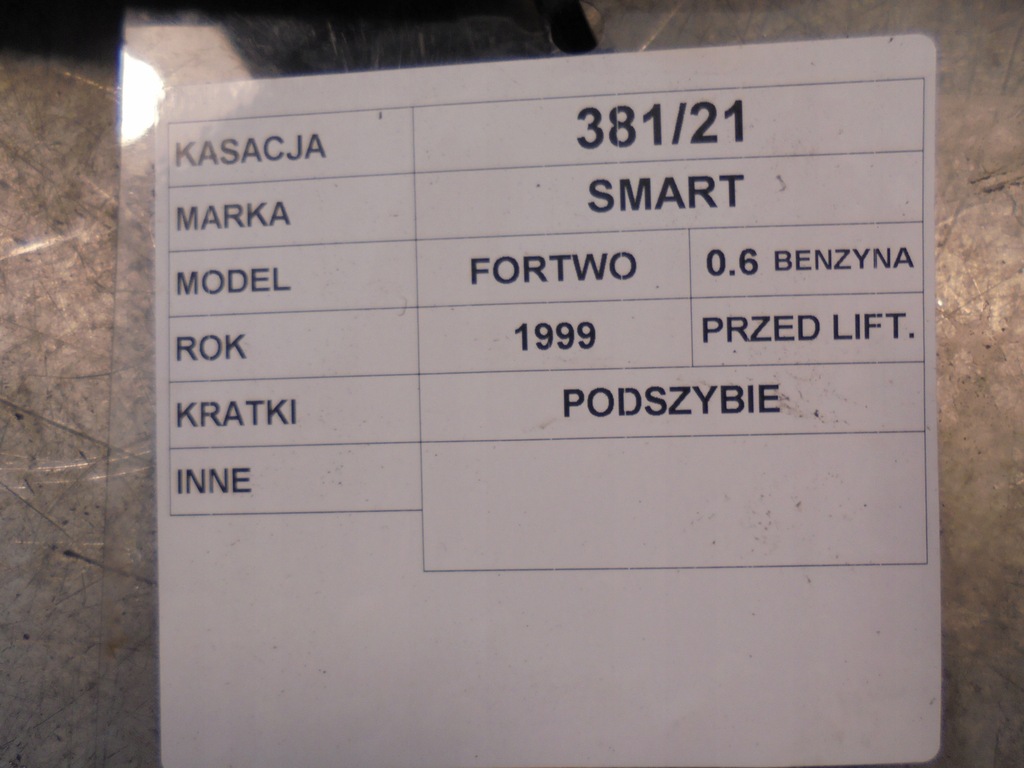 KASACJA 381/21
MARKA SMART
MODEL FORTWO 0.6 BENZYNA
ROK 1999 PRZED LIFT.
KRATKI PODSZYBIE
INNE